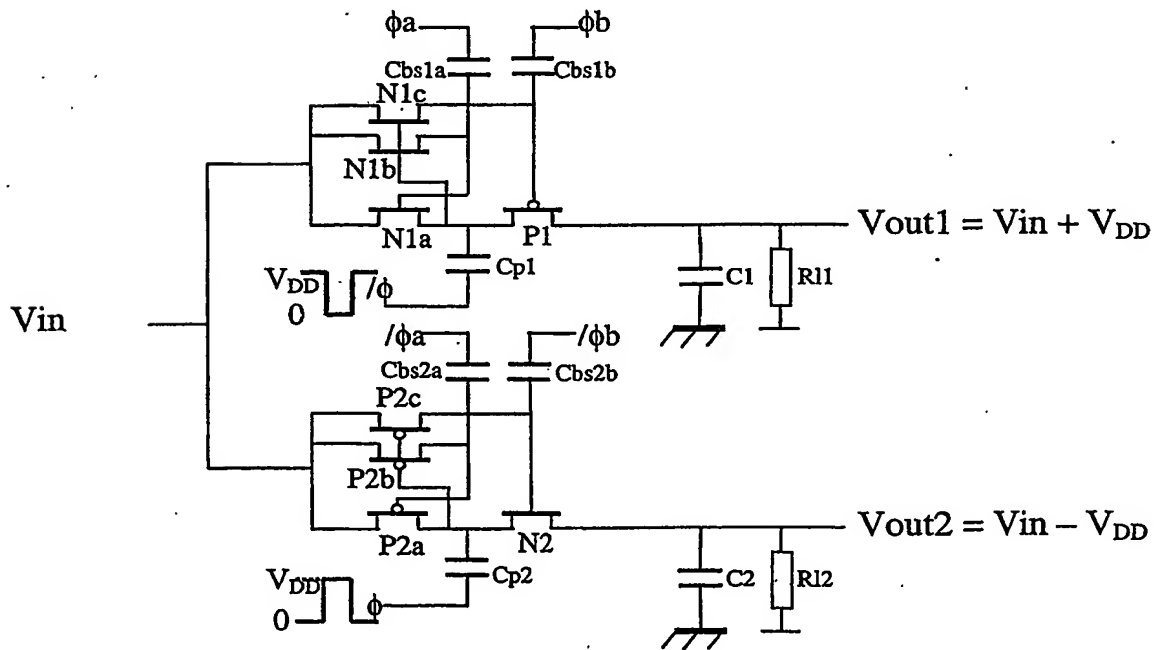 φa
φb
Cbs1a
Cbs1b
N1c
N1b
N1a
P1
Vout1 = Vin + VDD
Cp1
C1
Rl1
VDD
/φ
0
Vin
/φa
/φb
Cbs2a
Cbs2b
P2c
P2b
P2a
N2
Vout2 = Vin – VDD
Cp2
C2
Rl2
VDD
φ
0